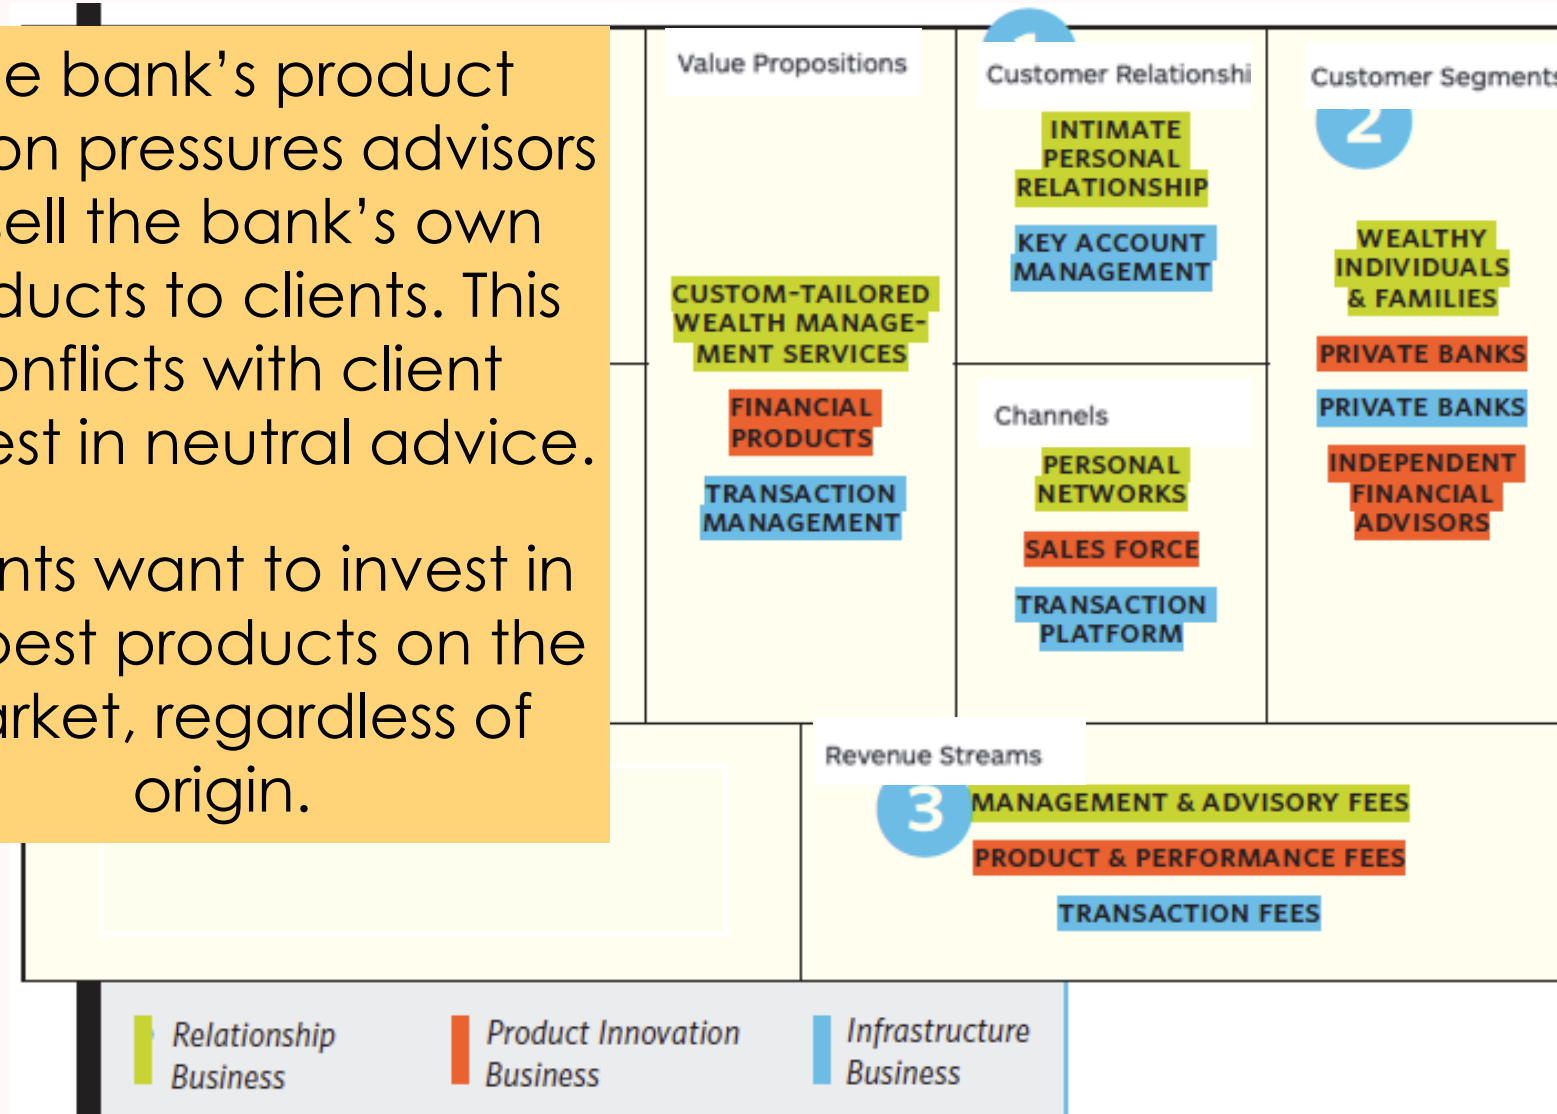 e bank's product
on pressures advisors
sell the bank's own
ducts to clients. This
onflicts with client
est in neutral advice.
nts want to invest in
best products on the
arket, regardless of
origin.
Value Propositions
CUSTOM-TAILORED
WEALTH MANAGE-
MENT SERVICES
FINANCIAL
PRODUCTS
TRANSACTION
MANAGEMENT
1
Customer Relationshi
INTIMATE
PERSONAL
RELATIONSHIP
KEY ACCOUNT
MANAGEMENT
Channels
PERSONAL
NETWORKS
SALES FORCE
TRANSACTION
PLATFORM
Customer Segments
2
WEALTHY
INDIVIDUALS
& FAMILIES
PRIVATE BANKS
PRIVATE BANKS
INDEPENDENT
FINANCIAL
ADVISORS
Revenue Streams
3
MANAGEMENT & ADVISORY FEES
PRODUCT & PERFORMANCE FEES
TRANSACTION FEES
Relationship
Business
Product Innovation
Business
Infrastructure
Business